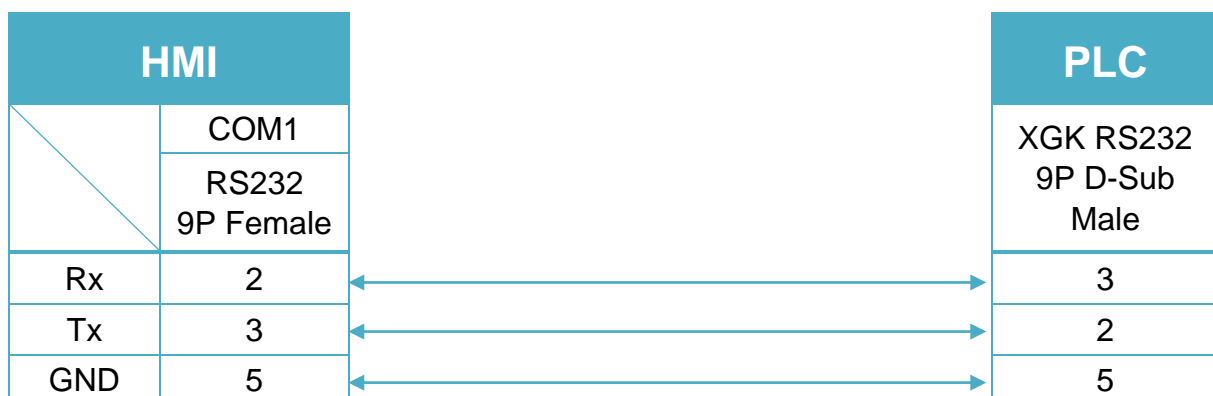 HMI
PLC
COM1
RS232
9P Female
XGK RS232
9P D-Sub
Male
Rx 2 3
Tx 3 2
GND 5 5